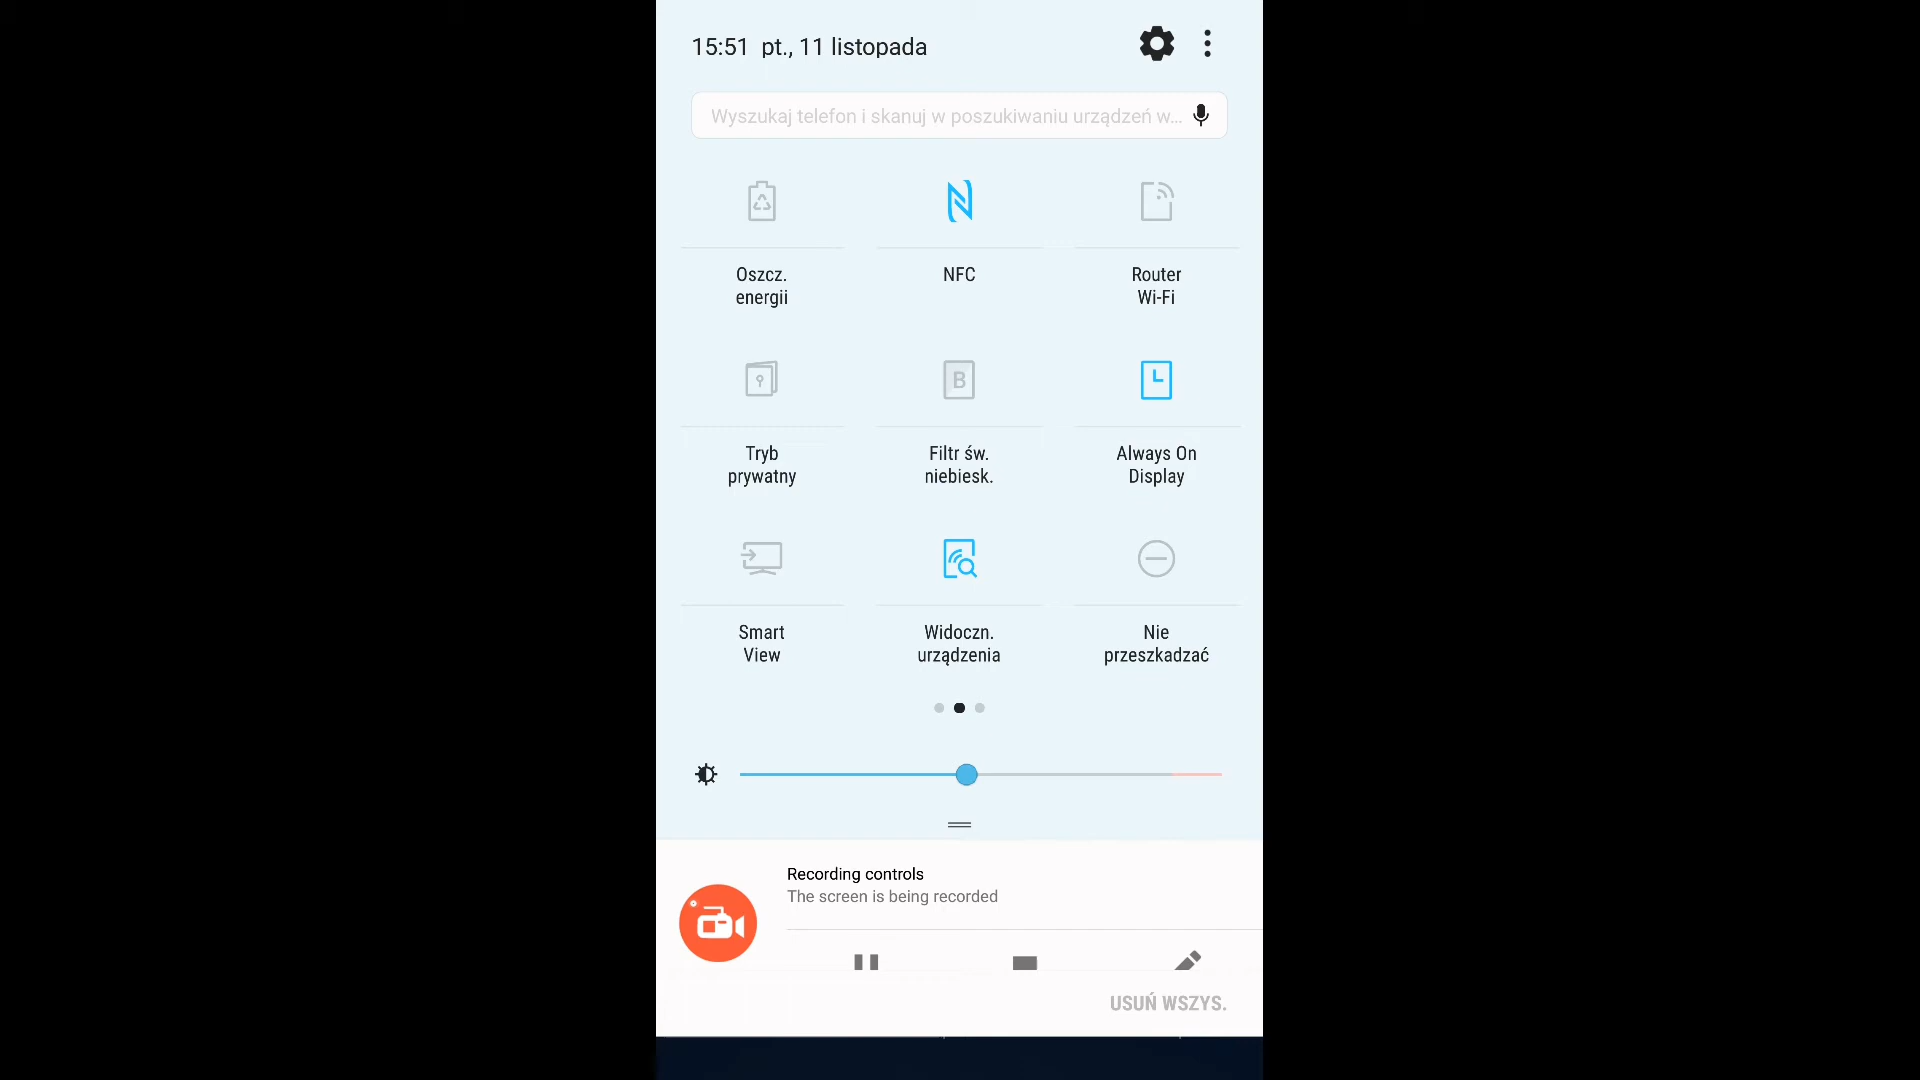 15:51 pt., 11 listopada
Wyszukaj telefon i skanuj w poszukiwaniu urządzeń w...
Oszcz.
energii
NFC
Router
Wi-Fi
Tryb
prywatny
B
Filtr św.
niebiesk.
Always On
Display
Smart
View
Widoczn.
urządzenia
Nie
przeszkadzać
Recording controls
The screen is being recorded
USUŃ WSZYS.